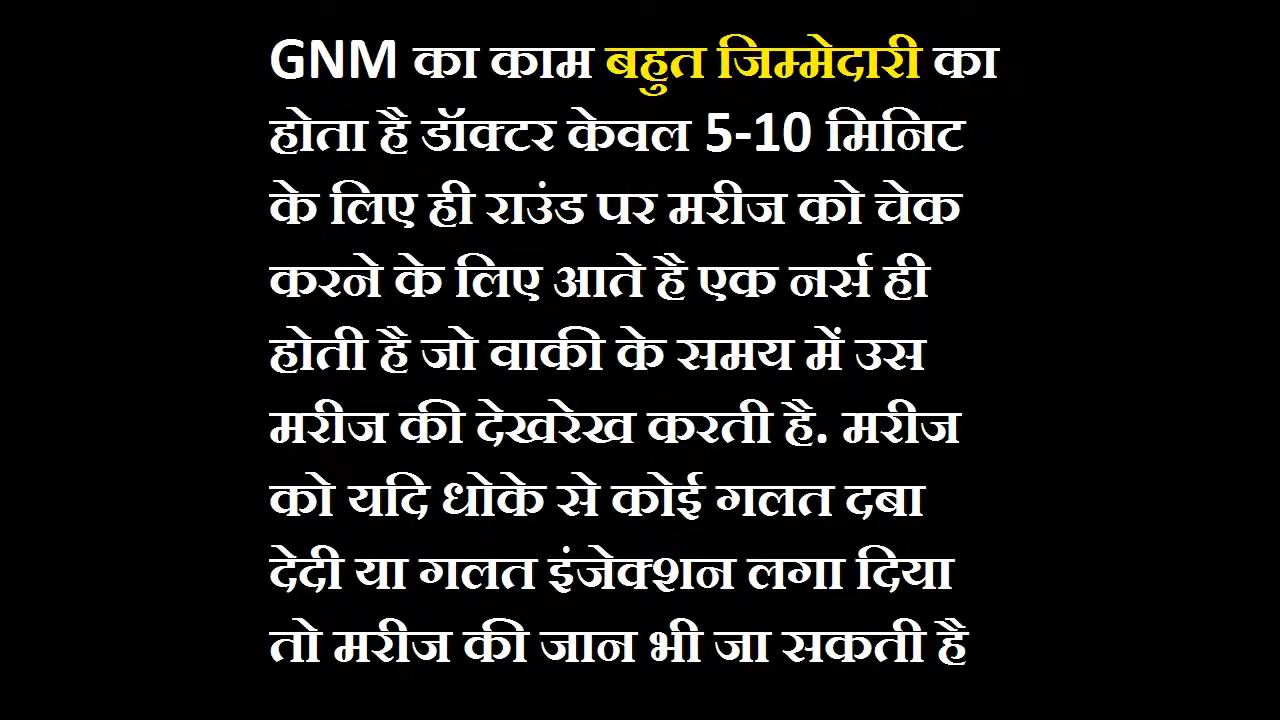 GNM का काम बहुत जिम्मेदारी का
होता है डॉक्टर केवल 5-10 मिनिट
के लिए ही राउंड पर मरीज को चेक
करने के लिए आते है एक नर्स ही
होती है जो वाकी के समय में उस
मरीज की देखरेख करती है. मरीज
को यदि धोके से कोई गलत दबा
देदी या गलत इंजेक्शन लगा दिया
तो मरीज की जान भी जा सकती है